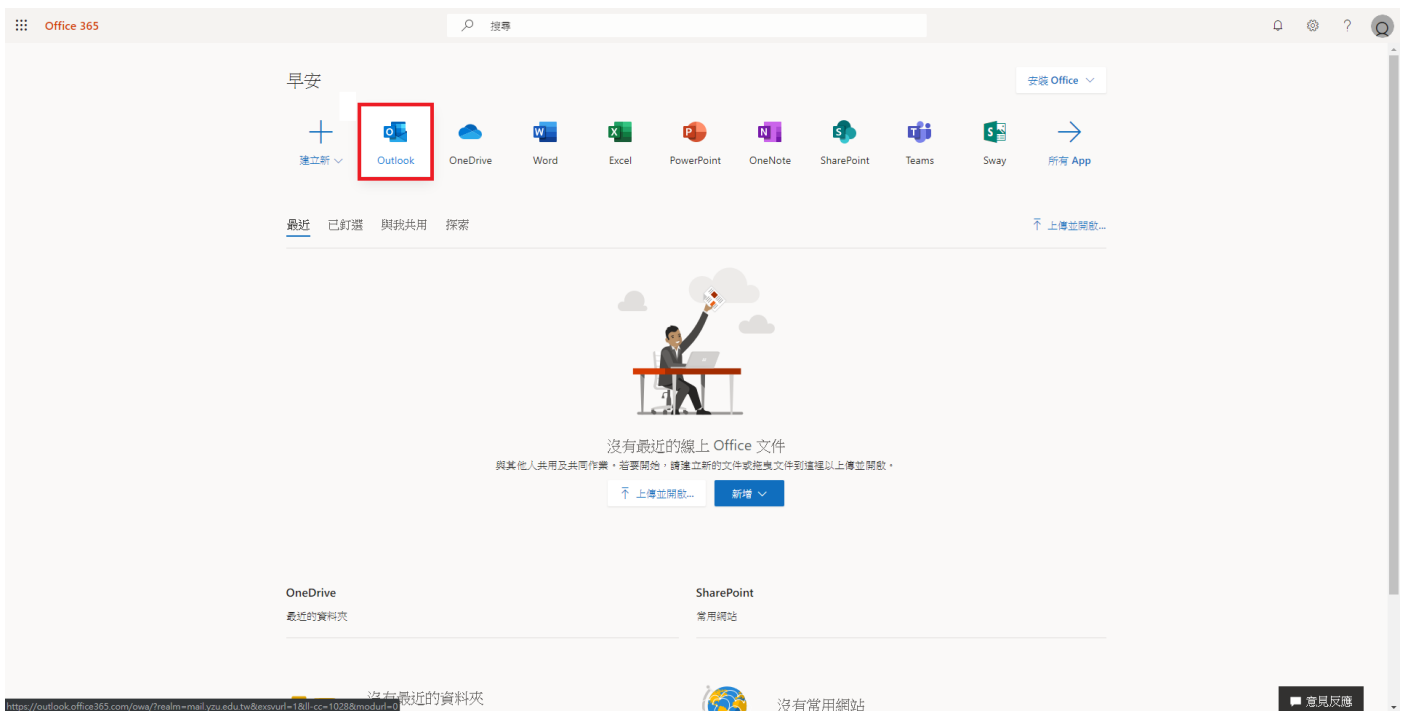 Office 365
搜尋
早安
安裝 Office
建立新
Outlook
OneDrive
Word
Excel
PowerPoint
OneNote
SharePoint
Teams
Sway
所有 App
最近 已釘選 與我共用 探索
上傳並開啟...
沒有最近的線上 Office 文件
與其他人共用及共同作業。若要開始，請建立新的文件或拖曳文件到這裡以上傳並開啟。
上傳並開啟...
新增
OneDrive
最近的資料夾
SharePoint
常用網站
沒有最近的資料夾
沒有常用網站
意見反應
https://outlook.office365.com/owa/?realm=mail.yzu.edu.tw&exsvurl=1&ll-cc=1028&modurl=0